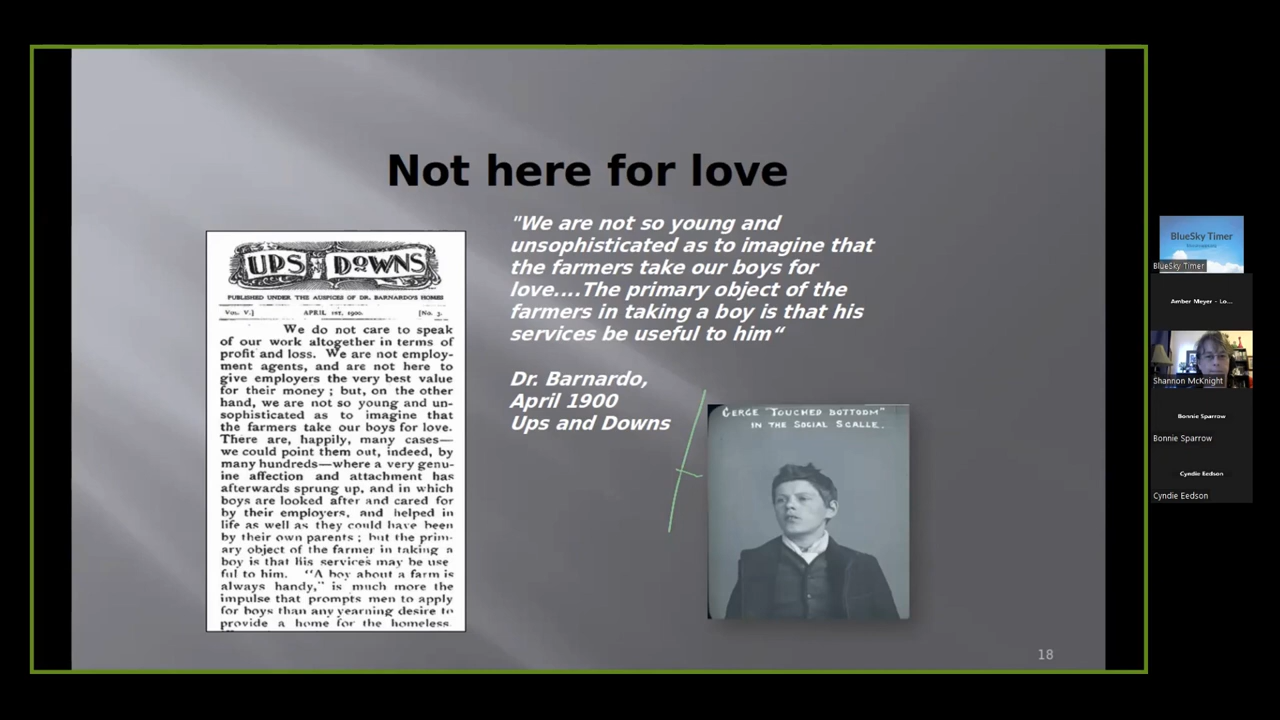 Not here for love
"We are not so young and
unsophisticated as to imagine that
the farmers take our boys for
love....The primary object of the
farmers in taking a boy is that his
services be useful to him“
Dr. Barnardo,
April 1900
Ups and Downs
UPS AND DOWNS
PUBLISHED UNDER THE AUSPICES OF DR. BARNARDO'S HOMES
Vol. V.] APRIL 1st, 1900. [No. 3.
We do not care to speak
of our work altogether in terms of
profit and loss. We are not employ-
ment agents, and are not here to
give employers the very best value
for their money ; but, on the other
hand, we are not so young and un-
sophisticated as to imagine that
the farmers take our boys for love.
There are, happily, many cases—
we could point them out, indeed, by
many hundreds—where a very genu-
ine affection and attachment has
afterwards sprung up, and in which
boys are looked after and cared for
by their employers, and helped in
life as well as they could have been
by their own parents ; but the prim-
ary object of the farmer in taking a
boy is that his services may be use
ful to him. “A boy about a farm is
always handy,” is much more the
impulse that prompts men to apply
for boys than any yearning desire to
provide a home for the homeless
GERGE "TOUCHED BOTTOOM"
IN THE SOCIAL SCALLE.
18
BlueSky Timer
BlueSky Timer
Amber Meyer - Lo...
Shannon McKnight
Bonnie Sparrow
Bonnie Sparrow
Cyndie Eedson
Cyndie Eedson